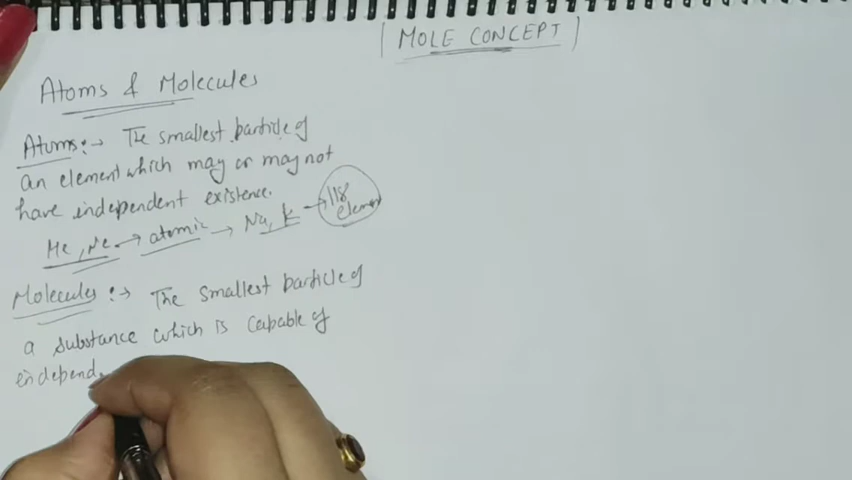 MOLE CONCEPT
Atoms & Molecules
Atoms :→ The smallest particle of
an element which may or may not
have independent existence.
He, Ne → atomic → Na, K → 118 element
Molecules :→ The smallest particle of
a substance which is capable of
independ